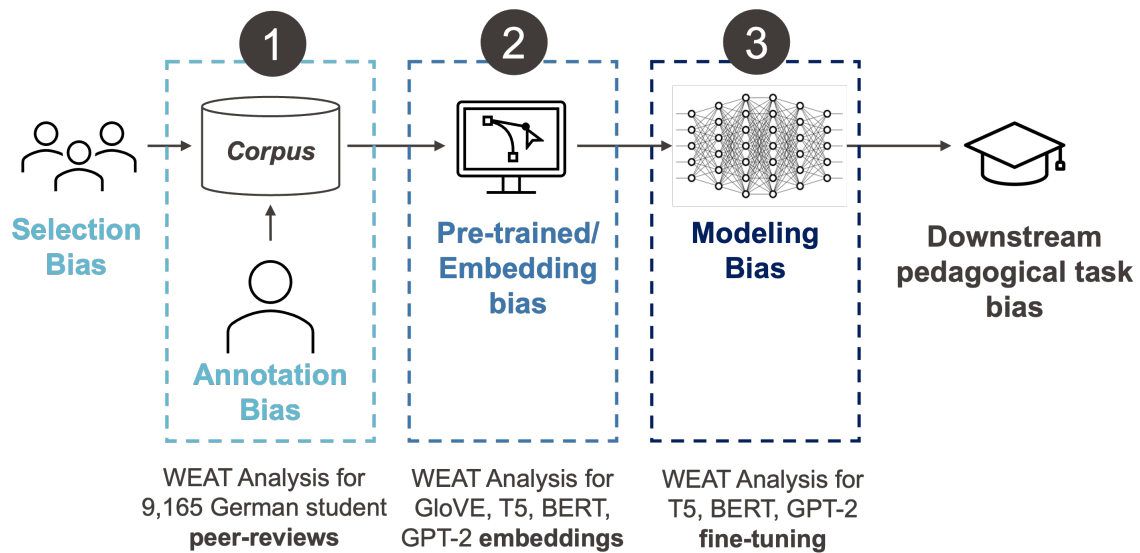 1
2
3
Corpus
Selection
Bias
Annotation
Bias
Pre-trained/
Embedding
bias
Modeling
Bias
Downstream
pedagogical task
bias
WEAT Analysis for
9,165 German student
peer-reviews
WEAT Analysis for
GloVE, T5, BERT,
GPT-2 embeddings
WEAT Analysis for
T5, BERT, GPT-2
fine-tuning